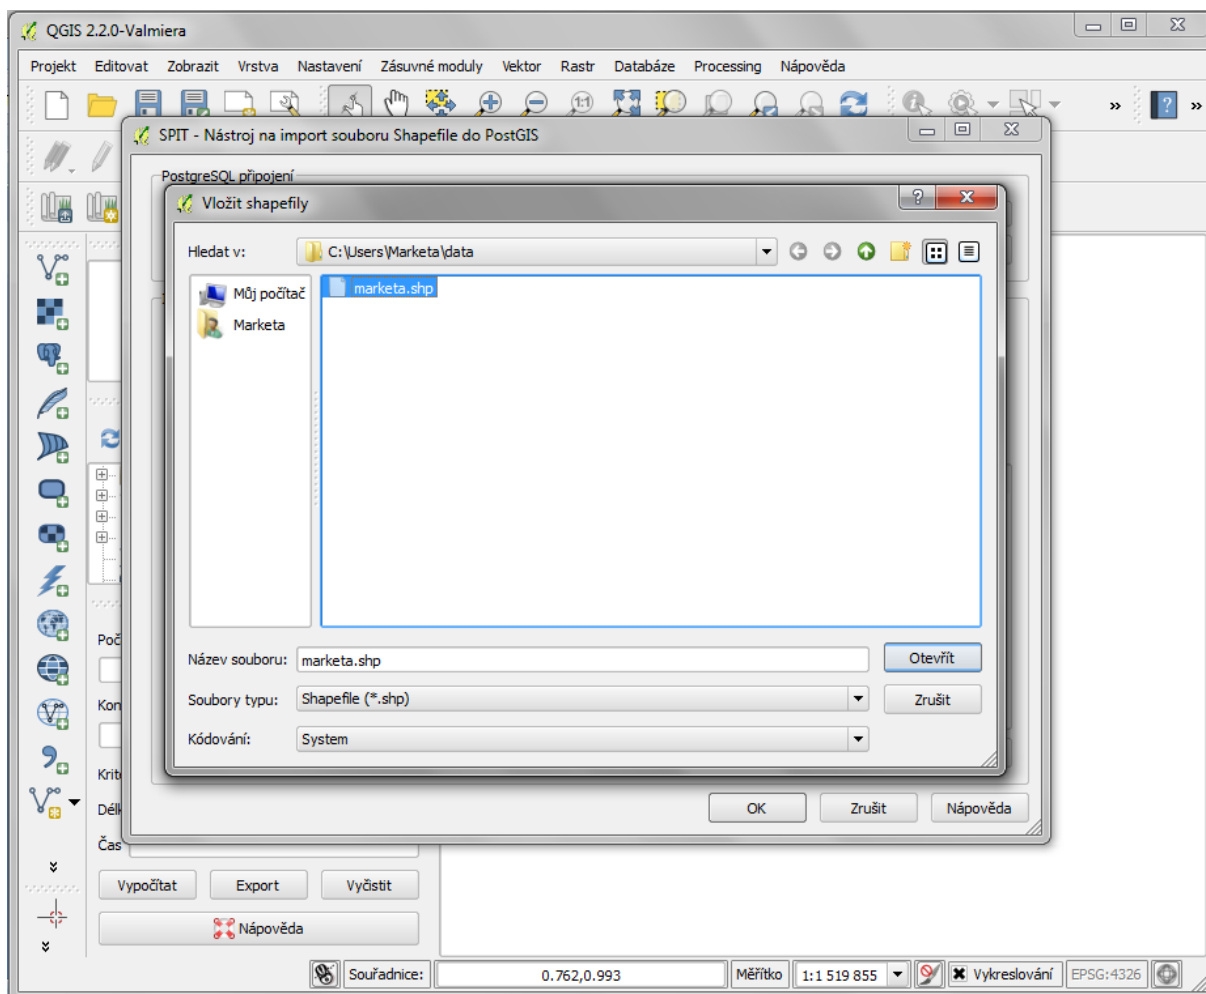 QGIS 2.2.0-Valmiera
Projekt Editovat Zobrazit Vrstva Nastavení Zásuvné moduly Vektor Rastr Databáze Processing Nápověda
SPIT - Nástroj na import souboru Shapefile do PostGIS
PostgreSQL připojení
Vložit shapefily
Hledat v: C:\Users\Marketa\data
Můj počítač
Marketa
marketa.shp
Název souboru: marketa.shp Otevřít
Soubory typu: Shapefile (*.shp) Zrušit
Kódování: System
OK Zrušit Nápověda
Čas
Vypočítat Export Vyčistit
Nápověda
Souřadnice: 0.762,0.993 Měřítko 1:1 519 855 Vykreslování EPSG:4326